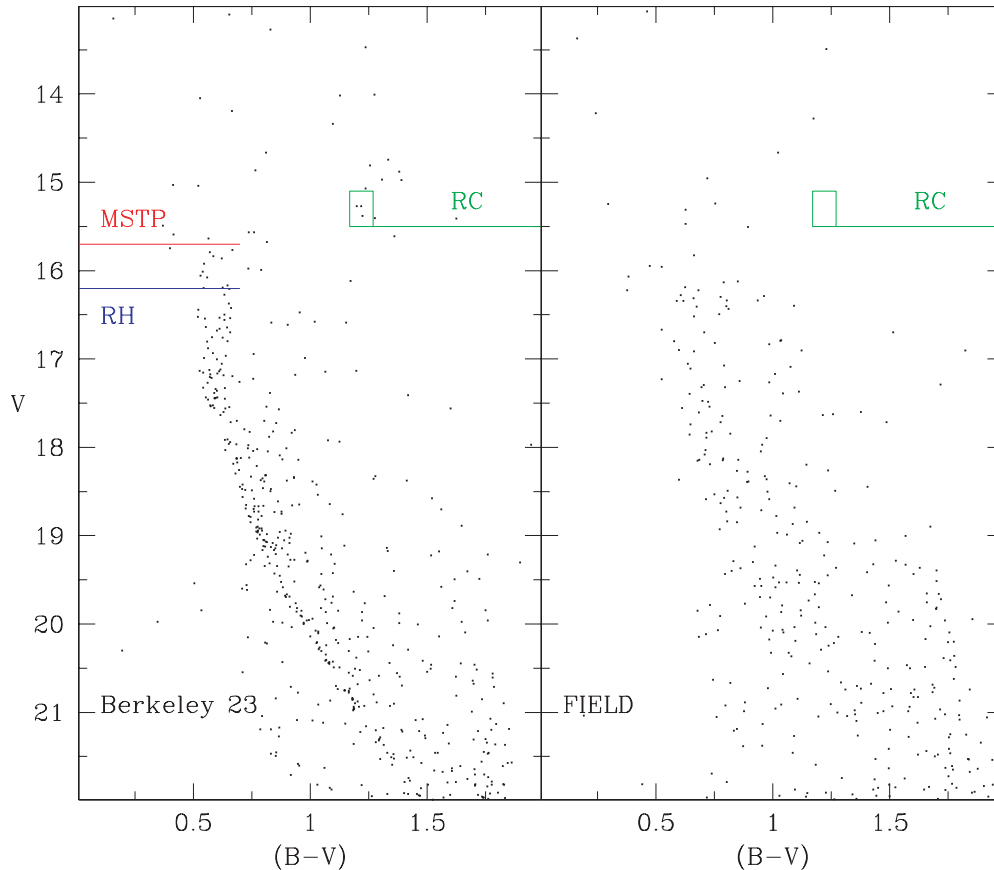 14
15
16
17
18
19
20
21
V
MSTP
RH
RC
Berkeley 23
0.5
1
1.5
(B-V)
RC
FIELD
0.5
1
1.5
(B-V)